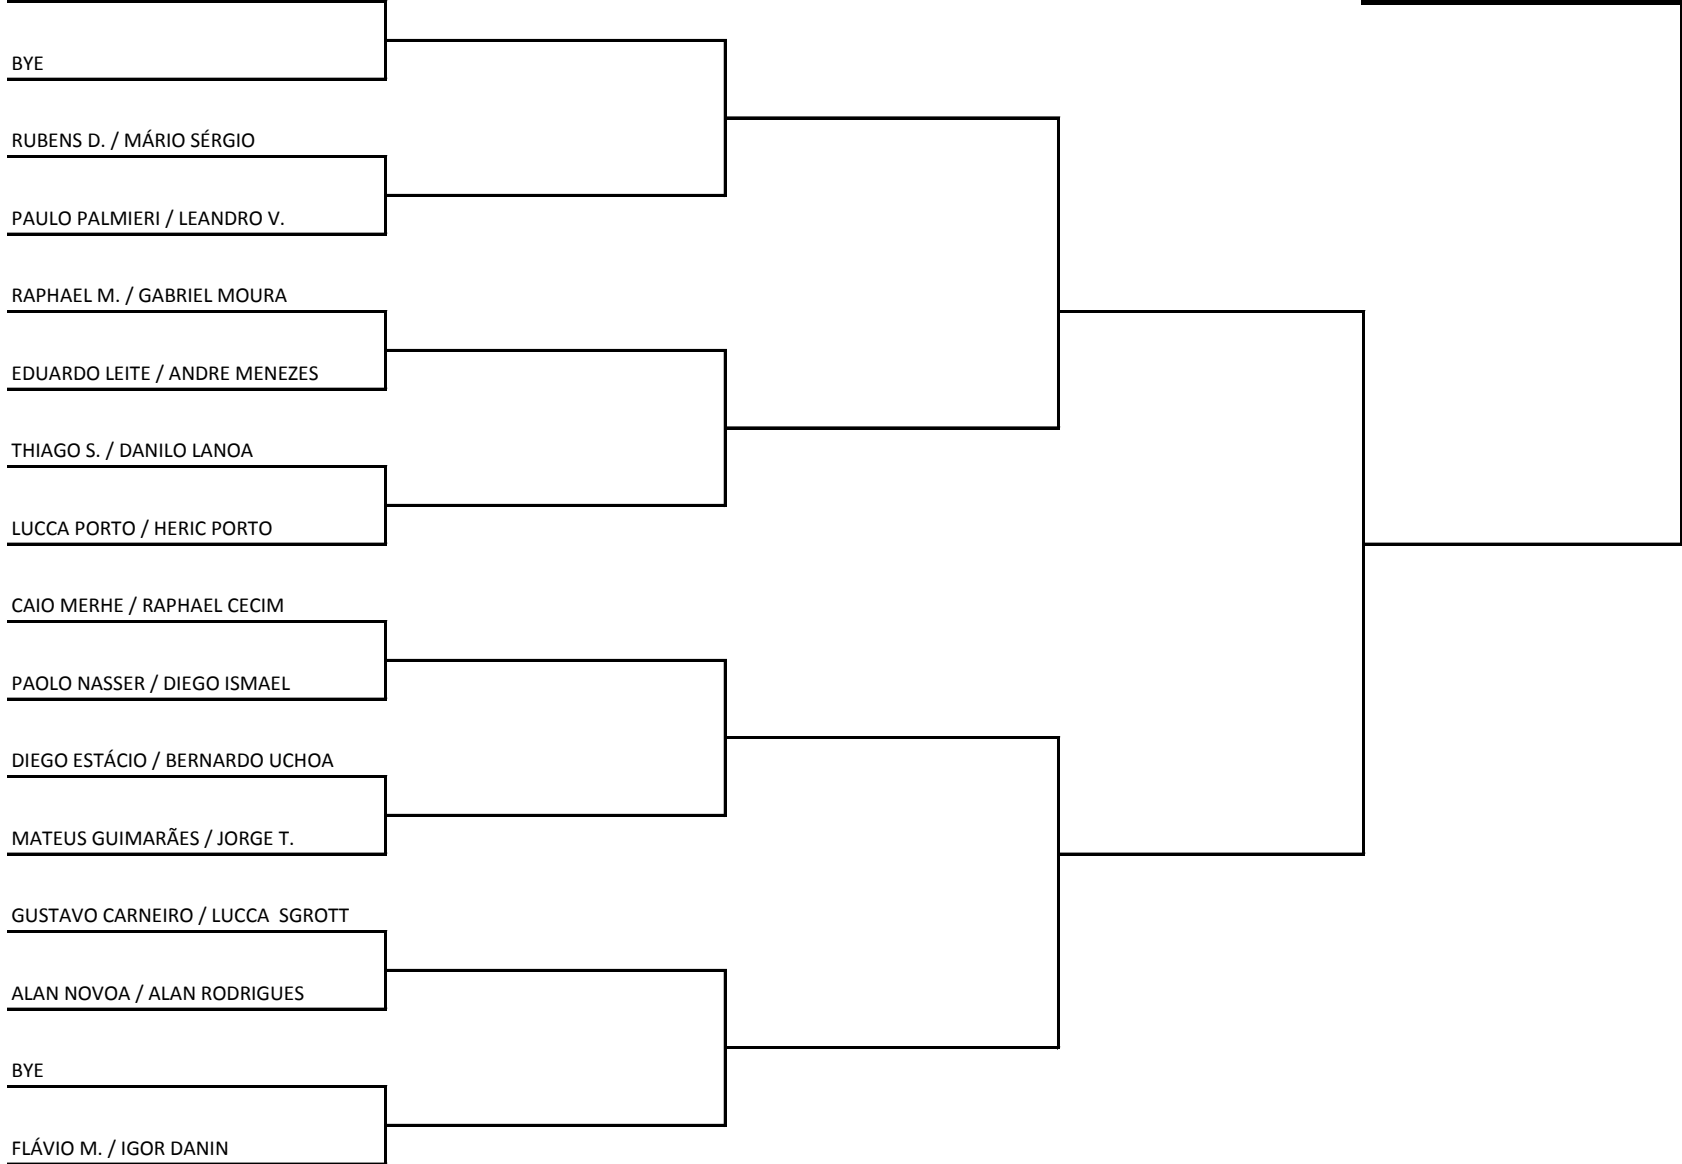 BYE
RUBENS D. / MÁRIO SÉRGIO
PAULO PALMIERI / LEANDRO V.
RAPHAEL M. / GABRIEL MOURA
EDUARDO LEITE / ANDRE MENEZES
THIAGO S. / DANILO LANOA
LUCCA PORTO / HERIC PORTO
CAIO MERHE / RAPHAEL CECIM
PAOLO NASSER / DIEGO ISMAEL
DIEGO ESTÁCIO / BERNARDO UCHOA
MATEUS GUIMARÃES / JORGE T.
GUSTAVO CARNEIRO / LUCCA  SGROTT
ALAN NOVOA / ALAN RODRIGUES
BYE
FLÁVIO M. / IGOR DANIN